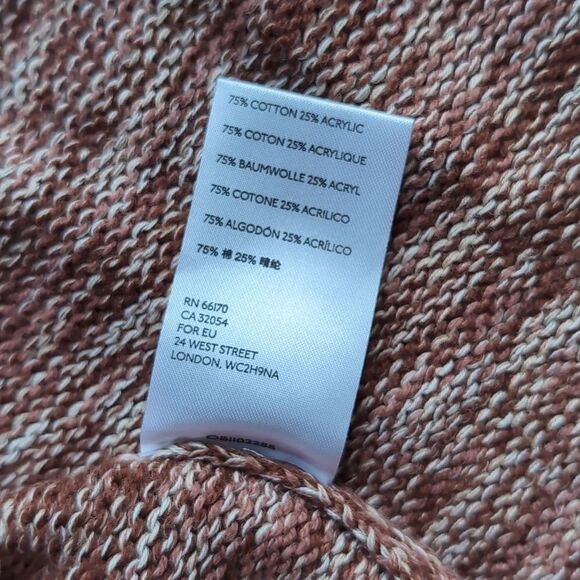 75% COTTON 25% ACRYLIC
75% COTON 25% ACRYLIQUE
75% BAUMWOLLE 25% ACRYL
75% COTONE 25% ACRILICO
75% ALGODÓN 25% ACRÍLICO
75% 棉 25% 晴纶
RN 66170
CA 32054
FOR EU
24 WEST STREET
LONDON, WC2H9NA